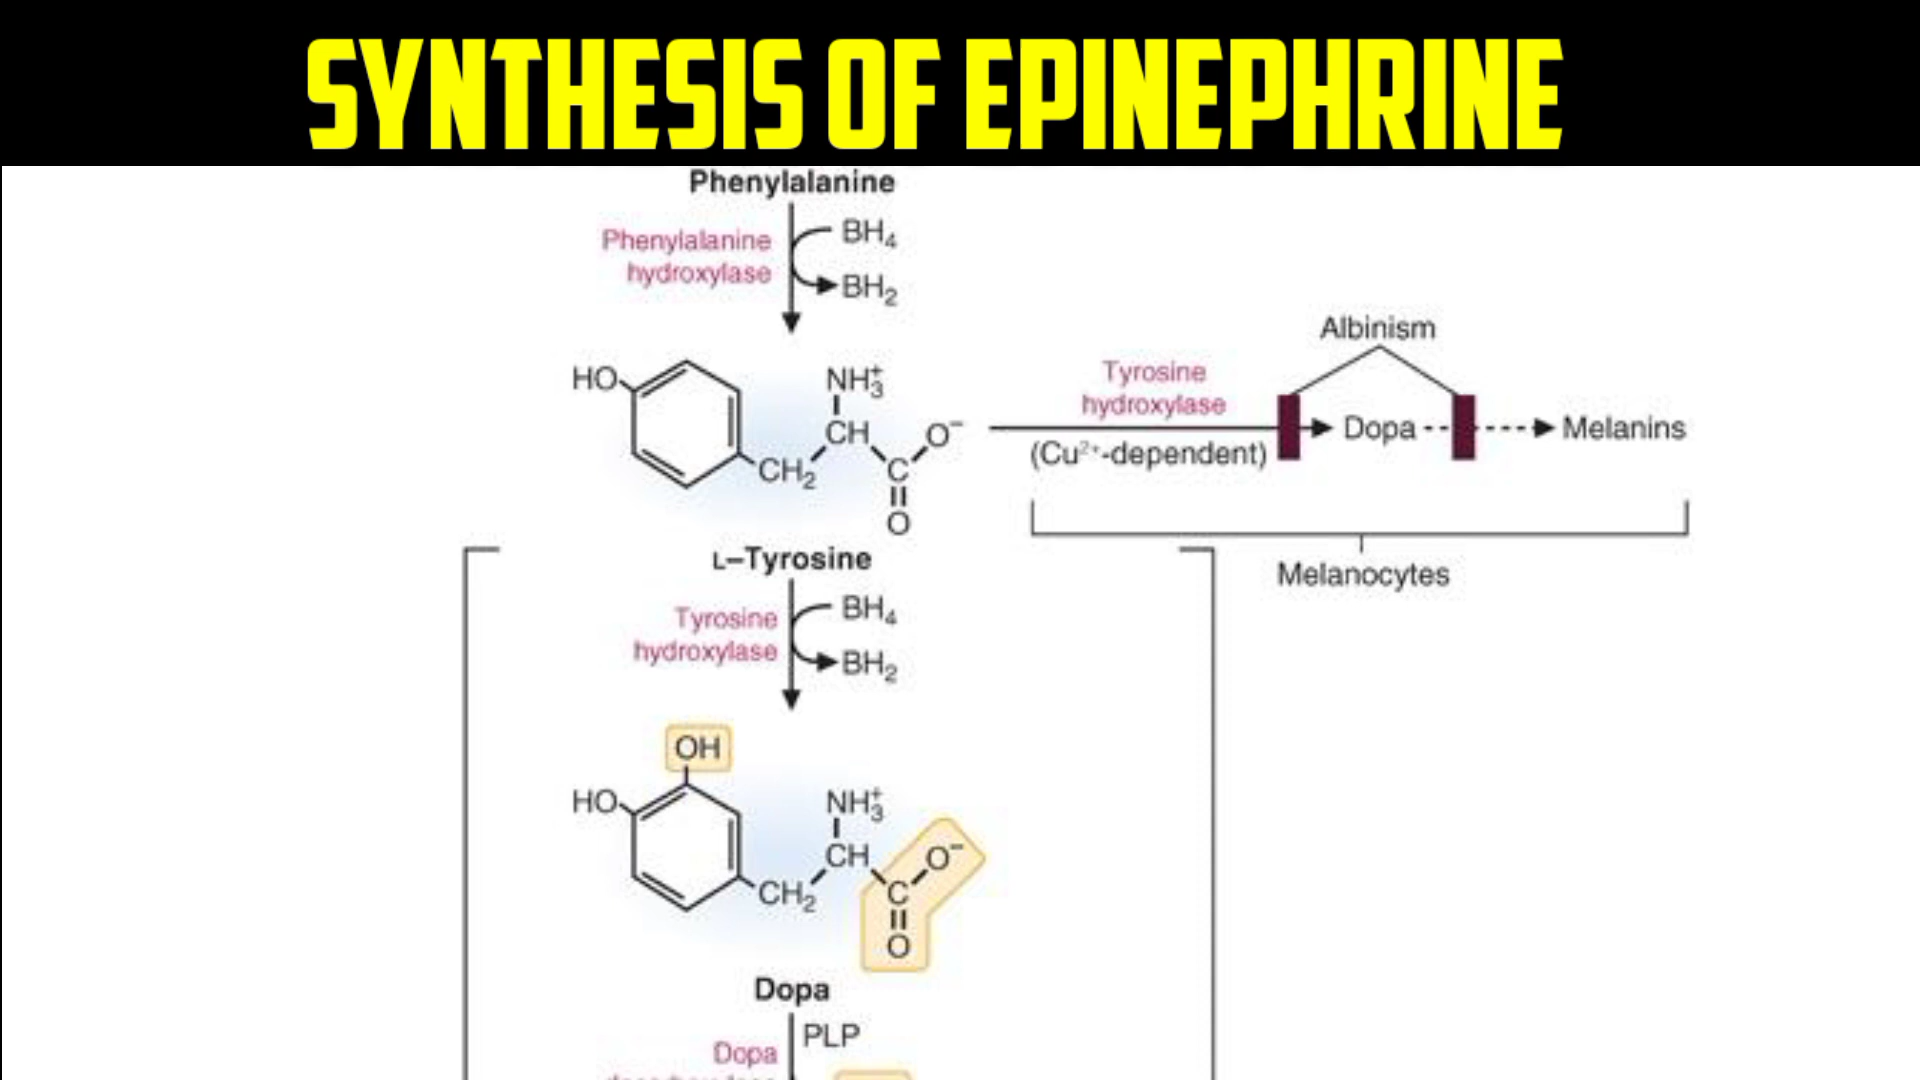 SYNTHESIS OF EPINEPHRINE
Phenylalanine
Phenylalanine
hydroxylase
BH₄
BH₂
HO
NH₃⁺
CH
CH₂
C
O⁻
O
L–Tyrosine
Tyrosine
hydroxylase
(Cu²⁺-dependent)
Albinism
Dopa
Melanins
Melanocytes
Tyrosine
hydroxylase
BH₄
BH₂
OH
HO
NH₃⁺
CH
CH₂
C
O⁻
O
Dopa
PLP
Dopa